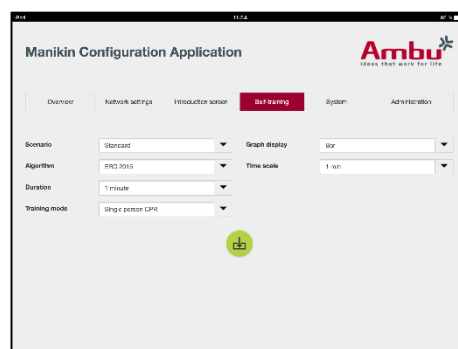 iPad 11:04 46 %
Manikin Configuration Application
Ambu
Ideas that work for life
Overview Network settings Introduction screen Self-training System Administration
Scenario Standard Graph display Bar
Algorithm ERC 2015 Time scale 1 min
Duration 1 minute
Training mode Single person CPR